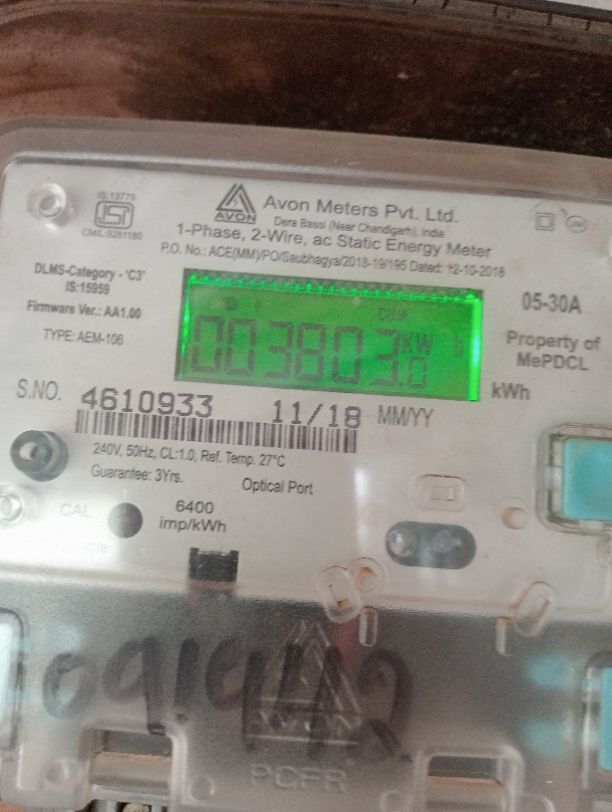 IS:13779
ISI
CM/L:9281180
AVON
Avon Meters Pvt. Ltd.
Dera Bassi (Near Chandigarh), India
1-Phase, 2-Wire, ac Static Energy Meter
P.O. No.: ACE(MM)/PO/Saubhagya/2018-19/195 Dated: 12-10-2018
DLMS-Category - 'C3'
IS:15959
Firmware Ver.: AA1.00
TYPE: AEM-106
CUM
003803.0 KW h
05-30A
Property of
MePDCL
kWh
S.NO. 4610933 11/18 MM/YY
240V, 50Hz, CL:1.0, Ref. Temp. 27°C
Guarantee: 3Yrs.
Optical Port
CAL
6400
imp/kWh
AVON
PCFR